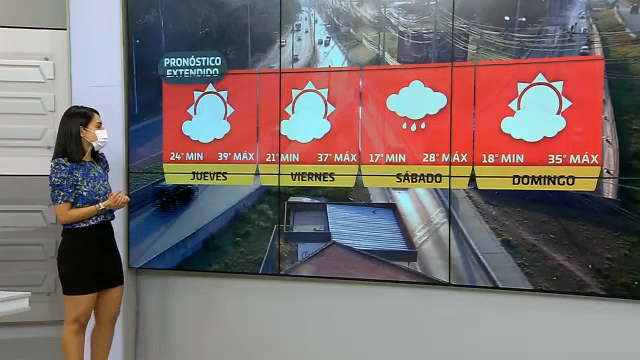 PRONÓSTICO
EXTENDIDO
24° MIN 39° MÁX
JUEVES
21° MIN 37° MÁX
VIERNES
17° MIN 28° MÁX
SÁBADO
18° MIN 35° MÁX
DOMINGO